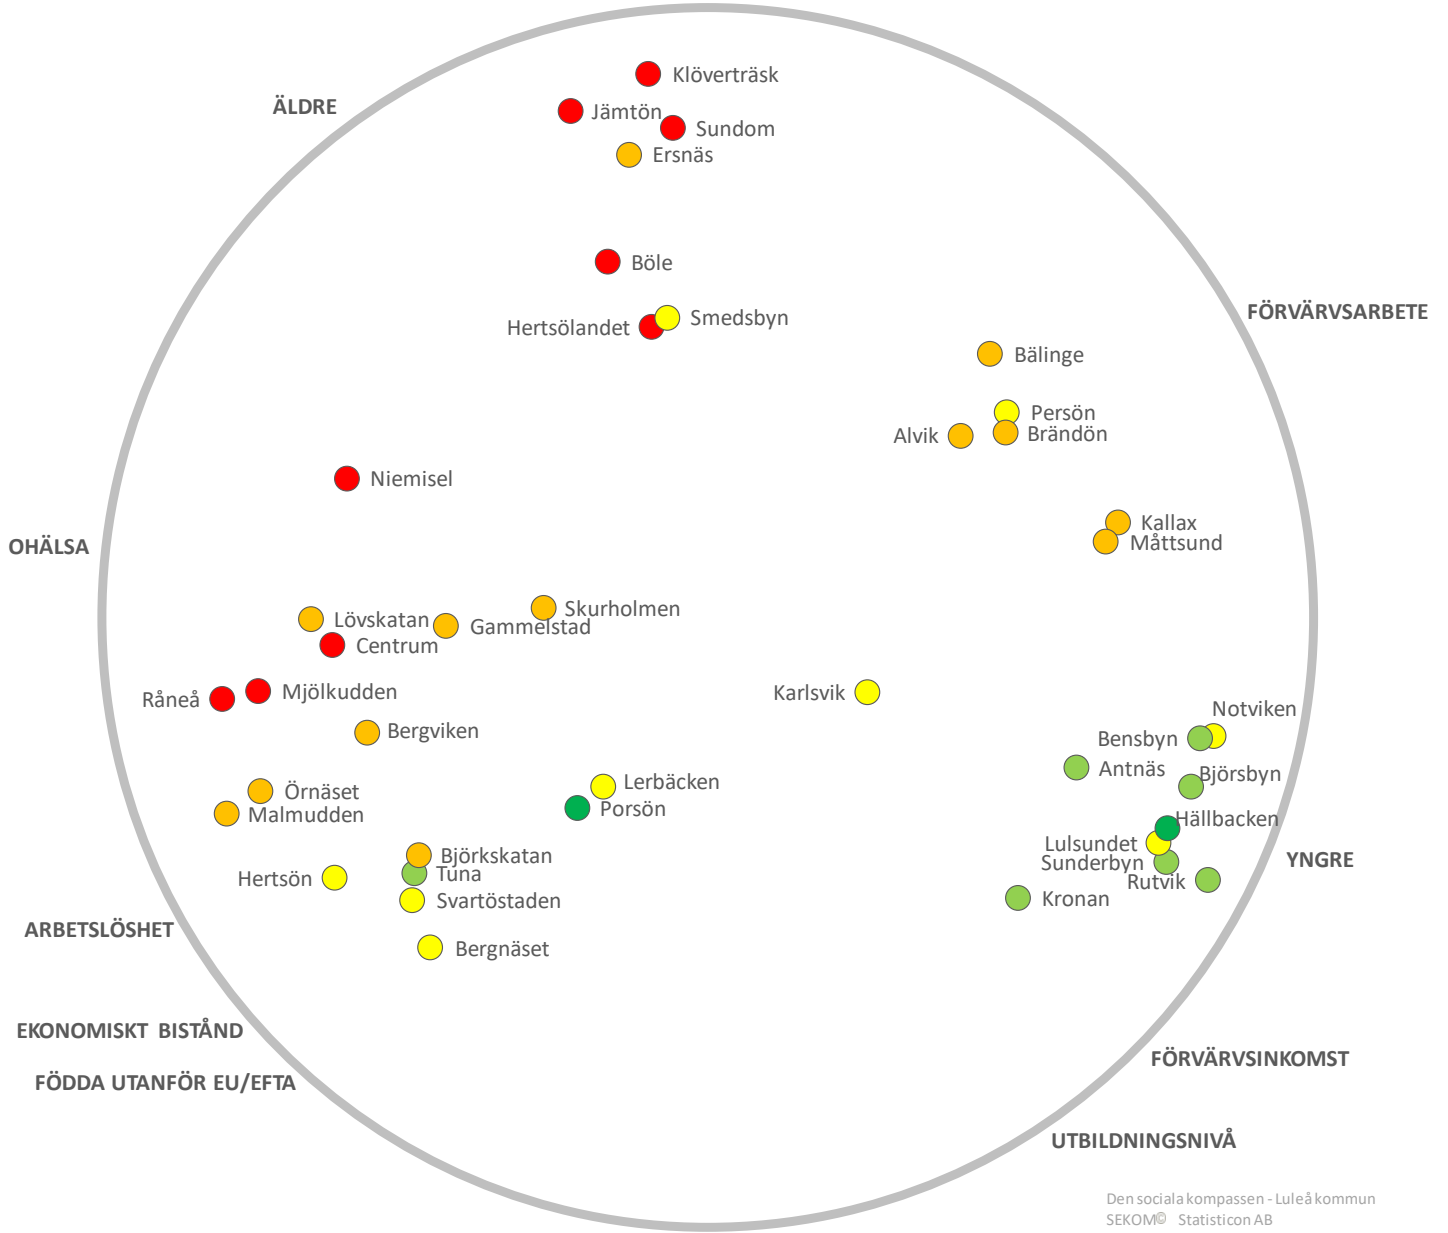 Klöverträsk
ÄLDRE
Jämtön
Sundom
Ersnäs
Böle
FÖRVÄRVSARBETE
Smedsbyn
Hertsölandet
Bälinge
Persön
Alvik
Brändön
Niemisel
Kallax
Måttsund
OHÄLSA
Skurholmen
Lövskatan
Gammelstad
Centrum
Mjölkudden
Råneå
Karlsvik
Notviken
Bergviken
Bensbyn
Antnäs
Björsbyn
Lerbäcken
Örnäset
Porsön
Malmudden
Hällbacken
Lulsundet
Björkskatan
Sunderbyn
YNGRE
Tuna
Hertsön
Rutvik
Svartöstaden
Kronan
ARBETSLÖSHET
Bergnäset
EKONOMISKT BISTÅND
FÖRVÄRVSINKOMST
FÖDDA UTANFÖR EU/EFTA
UTBILDNINGSNIVÅ
Den sociala kompassen - Luleå kommun
SEKOM© Statisticon AB